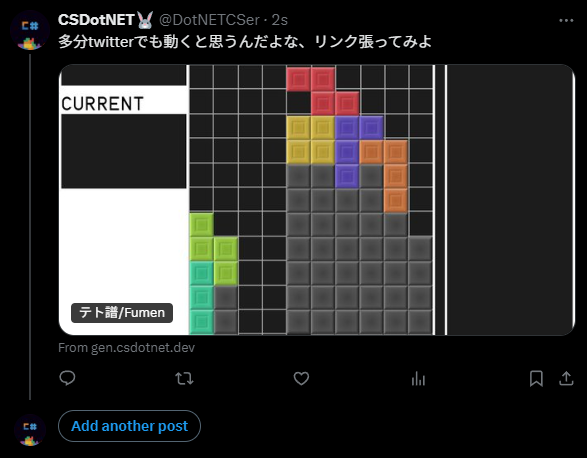 CSDotNET🐰 @DotNETCSer · 2s
多分twitterでも動くと思うんだよな、リンク張ってみよ
CURRENT
テト譜/Fumen
From gen.csdotnet.dev
Add another post
C#
C#